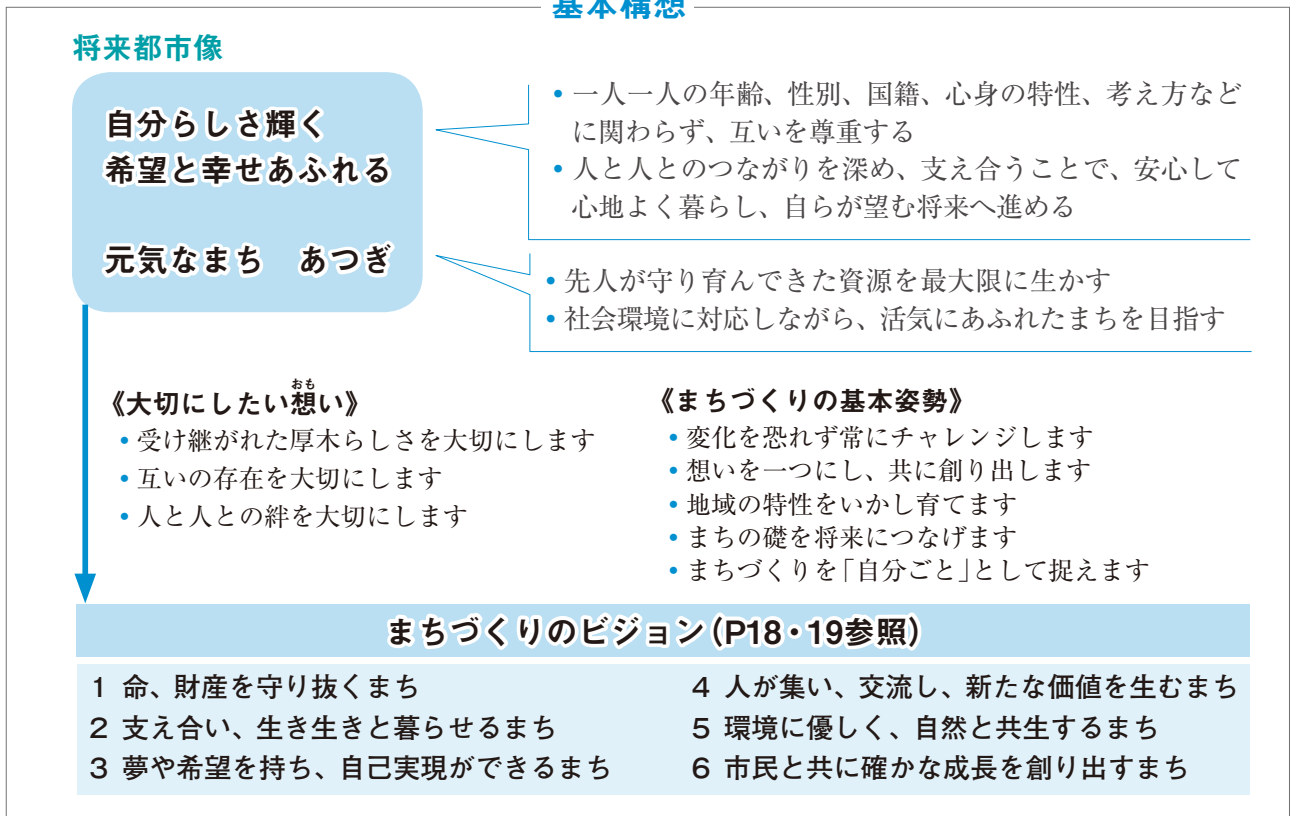 基本構想
将来都市像
自分らしさ輝く
希望と幸せあふれる
元気なまち　あつぎ
• 一人一人の年齢、性別、国籍、心身の特性、考え方など
に関わらず、互いを尊重する
• 人と人とのつながりを深め、支え合うことで、安心して
心地よく暮らし、自らが望む将来へ進める
• 先人が守り育んできた資源を最大限に生かす
• 社会環境に対応しながら、活気にあふれたまちを目指す
おも
《大切にしたい想い》
• 受け継がれた厚木らしさを大切にします
• 互いの存在を大切にします
• 人と人との絆を大切にします
《まちづくりの基本姿勢》
• 変化を恐れず常にチャレンジします
• 想いを一つにし、共に創り出します
• 地域の特性をいかし育てます
• まちの礎を将来につなげます
• まちづくりを「自分ごと」として捉えます
まちづくりのビジョン(P18・19参照)
1 命、財産を守り抜くまち
2 支え合い、生き生きと暮らせるまち
3 夢や希望を持ち、自己実現ができるまち
4 人が集い、交流し、新たな価値を生むまち
5 環境に優しく、自然と共生するまち
6 市民と共に確かな成長を創り出すまち